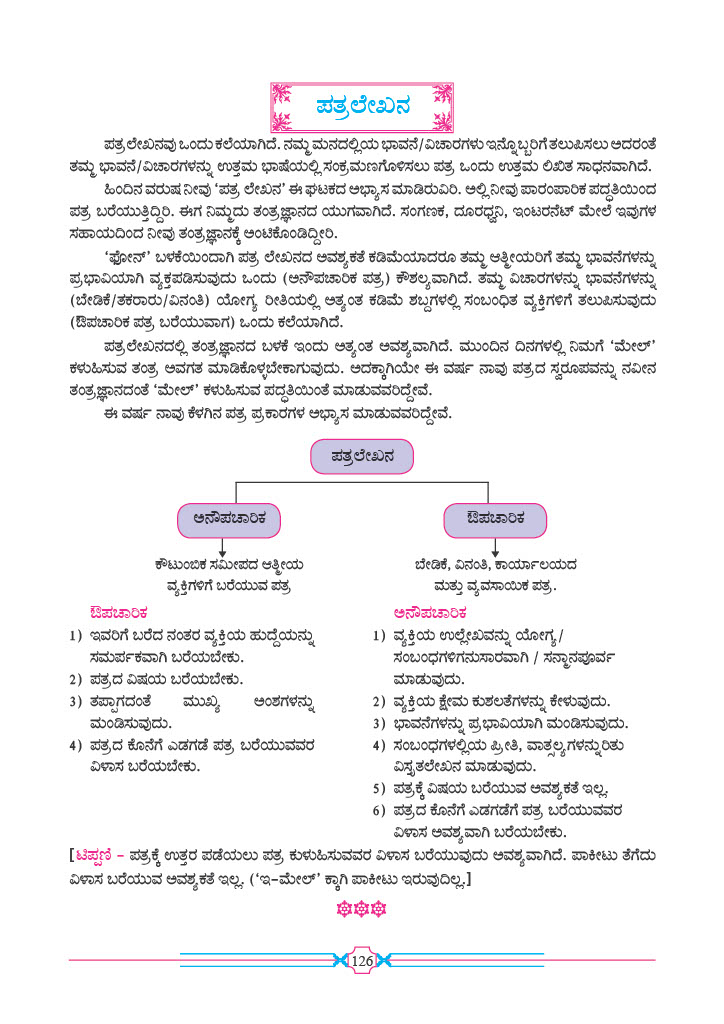 ಪತ್ರಲೇಖನ
ಪತ್ರಲೇಖನವು ಒಂದು ಕಲೆಯಾಗಿದೆ. ನಮ್ಮ ಮನದಲ್ಲಿಯ ಭಾವನೆ/ವಿಚಾರಗಳು ಇನ್ನೊಬ್ಬರಿಗೆ ತಲುಪಿಸಲು ಅದರಂತೆ
ತಮ್ಮ ಭಾವನೆ/ವಿಚಾರಗಳನ್ನು ಉತ್ತಮ ಭಾಷೆಯಲ್ಲಿ ಸಂಕ್ರಮಣಗೊಳಿಸಲು ಪತ್ರ ಒಂದು ಉತ್ತಮ ಲಿಖಿತ ಸಾಧನವಾಗಿದೆ.
ಹಿಂದಿನ ವರುಷ ನೀವು ‘ಪತ್ರ ಲೇಖನ’ ಈ ಘಟಕದ ಅಭ್ಯಾಸ ಮಾಡಿರುವಿರಿ. ಅಲ್ಲಿ ನೀವು ಪಾರಂಪಾರಿಕ ಪದ್ಧತಿಯಿಂದ
ಪತ್ರ ಬರೆಯುತ್ತಿದ್ದಿರಿ. ಈಗ ನಿಮ್ಮದು ತಂತ್ರಜ್ಞಾನದ ಯುಗವಾಗಿದೆ. ಸಂಗಣಕ, ದೂರಧ್ವನಿ, ಇಂಟರನೆಟ್ ಮೇಲೆ ಇವುಗಳ
ಸಹಾಯದಿಂದ ನೀವು ತಂತ್ರಜ್ಞಾನಕ್ಕೆ ಅಂಟಿಕೊಂಡಿದ್ದೀರಿ.
‘ಫೋನ್’ ಬಳಕೆಯಿಂದಾಗಿ ಪತ್ರ ಲೇಖನದ ಅವಶ್ಯಕತೆ ಕಡಿಮೆಯಾದರೂ ತಮ್ಮ ಆತ್ಮೀಯರಿಗೆ ತಮ್ಮ ಭಾವನೆಗಳನ್ನು
ಪ್ರಭಾವಿಯಾಗಿ ವ್ಯಕ್ತಪಡಿಸುವುದು ಒಂದು (ಅನೌಪಚಾರಿಕ ಪತ್ರ) ಕೌಶಲ್ಯವಾಗಿದೆ. ತಮ್ಮ ವಿಚಾರಗಳನ್ನು ಭಾವನೆಗಳನ್ನು
(ಬೇಡಿಕೆ/ತಕರಾರು/ವಿನಂತಿ) ಯೋಗ್ಯ ರೀತಿಯಲ್ಲಿ ಅತ್ಯಂತ ಕಡಿಮೆ ಶಬ್ದಗಳಲ್ಲಿ ಸಂಬಂಧಿತ ವ್ಯಕ್ತಿಗಳಿಗೆ ತಲುಪಿಸುವುದು
(ಔಪಚಾರಿಕ ಪತ್ರ ಬರೆಯುವಾಗ) ಒಂದು ಕಲೆಯಾಗಿದೆ.
ಪತ್ರಲೇಖನದಲ್ಲಿ ತಂತ್ರಜ್ಞಾನದ ಬಳಕೆ ಇಂದು ಅತ್ಯಂತ ಅವಶ್ಯವಾಗಿದೆ. ಮುಂದಿನ ದಿನಗಳಲ್ಲಿ ನಿಮಗೆ ‘ಮೇಲ್’
ಕಳುಹಿಸುವ ತಂತ್ರ ಅವಗತ ಮಾಡಿಕೊಳ್ಳಬೇಕಾಗುವುದು. ಅದಕ್ಕಾಗಿಯೇ ಈ ವರ್ಷ ನಾವು ಪತ್ರದ ಸ್ವರೂಪವನ್ನು ನವೀನ
ತಂತ್ರಜ್ಞಾನದಂತೆ ‘ಮೇಲ್’ ಕಳುಹಿಸುವ ಪದ್ಧತಿಯಿಂತೆ ಮಾಡುವವರಿದ್ದೇವೆ.
ಈ ವರ್ಷ ನಾವು ಕೆಳಗಿನ ಪತ್ರ ಪ್ರಕಾರಗಳ ಅಭ್ಯಾಸ ಮಾಡುವವರಿದ್ದೇವೆ.
ಪತ್ರಲೇಖನ
ಅನೌಪಚಾರಿಕ
ಕೌಟುಂಬಿಕ ಸಮೀಪದ ಆತ್ಮೀಯ
ವ್ಯಕ್ತಿಗಳಿಗೆ ಬರೆಯುವ ಪತ್ರ
ಔಪಚಾರಿಕ
ಬೇಡಿಕೆ, ವಿನಂತಿ, ಕಾರ್ಯಾಲಯದ
ಮತ್ತು ವ್ಯವಸಾಯಿಕ ಪತ್ರ.
ಔಪಚಾರಿಕ
1) ಇವರಿಗೆ ಬರೆದ ನಂತರ ವ್ಯಕ್ತಿಯ ಹುದ್ದೆಯನ್ನು
ಸಮರ್ಪಕವಾಗಿ ಬರೆಯಬೇಕು.
2) ಪತ್ರದ ವಿಷಯ ಬರೆಯಬೇಕು.
3) ತಪ್ಪಾಗದಂತೆ ಮುಖ್ಯ ಅಂಶಗಳನ್ನು
ಮಂಡಿಸುವುದು.
4) ಪತ್ರದ ಕೊನೆಗೆ ಎಡಗಡೆ ಪತ್ರ ಬರೆಯುವವರ
ವಿಳಾಸ ಬರೆಯಬೇಕು.
ಅನೌಪಚಾರಿಕ
1) ವ್ಯಕ್ತಿಯ ಉಲ್ಲೇಖವನ್ನು ಯೋಗ್ಯ/
ಸಂಬಂಧಗಳಿಗನುಸಾರವಾಗಿ / ಸನ್ಮಾನಪೂರ್ವ
ಮಾಡುವುದು.
2) ವ್ಯಕ್ತಿಯ ಕ್ಷೇಮ ಕುಶಲತೆಗಳನ್ನು ಕೇಳುವುದು.
3) ಭಾವನೆಗಳನ್ನು ಪ್ರಭಾವಿಯಾಗಿ ಮಂಡಿಸುವುದು.
4) ಸಂಬಂಧಗಳಲ್ಲಿಯ ಪ್ರೀತಿ, ವಾತ್ಸಲ್ಯಗಳನ್ನುರಿತು
ವಿಸ್ತೃತಲೇಖನ ಮಾಡುವುದು.
5) ಪತ್ರಕ್ಕೆ ವಿಷಯ ಬರೆಯುವ ಅವಶ್ಯಕತೆ ಇಲ್ಲ.
6) ಪತ್ರದ ಕೊನೆಗೆ ಎಡಗಡೆಗೆ ಪತ್ರ ಬರೆಯುವವರ
ವಿಳಾಸ ಅವಶ್ಯವಾಗಿ ಬರೆಯಬೇಕು.
[ಟಿಪ್ಪಣಿ – ಪತ್ರಕ್ಕೆ ಉತ್ತರ ಪಡೆಯಲು ಪತ್ರ ಕುಳುಹಿಸುವವರ ವಿಳಾಸ ಬರೆಯುವುದು ಅವಶ್ಯವಾಗಿದೆ. ಪಾಕೀಟು ತೆಗೆದು
ವಿಳಾಸ ಬರೆಯುವ ಅವಶ್ಯಕತೆ ಇಲ್ಲ. (‘ಇ–ಮೇಲ್’ ಕ್ಕಾಗಿ ಪಾಕೀಟು ಇರುವುದಿಲ್ಲ.]
126